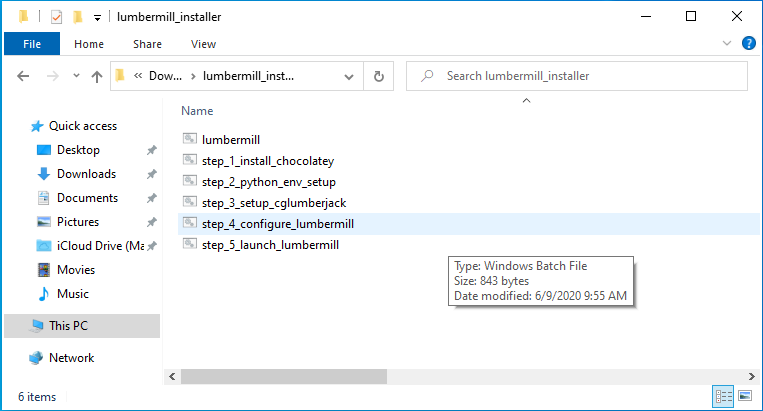 lumbermill_installer
File
Home
Share
View
Dow...
lumbermill_inst...
Search lumbermill_installer
Name
Quick access
Desktop
Downloads
Documents
Pictures
iCloud Drive (Ma
Movies
Music
This PC
Network
lumbermill
step_1_install_chocolatey
step_2_python_env_setup
step_3_setup_cglumberjack
step_4_configure_lumbermill
step_5_launch_lumbermill
Type: Windows Batch File
Size: 843 bytes
Date modified: 6/9/2020 9:55 AM
6 items